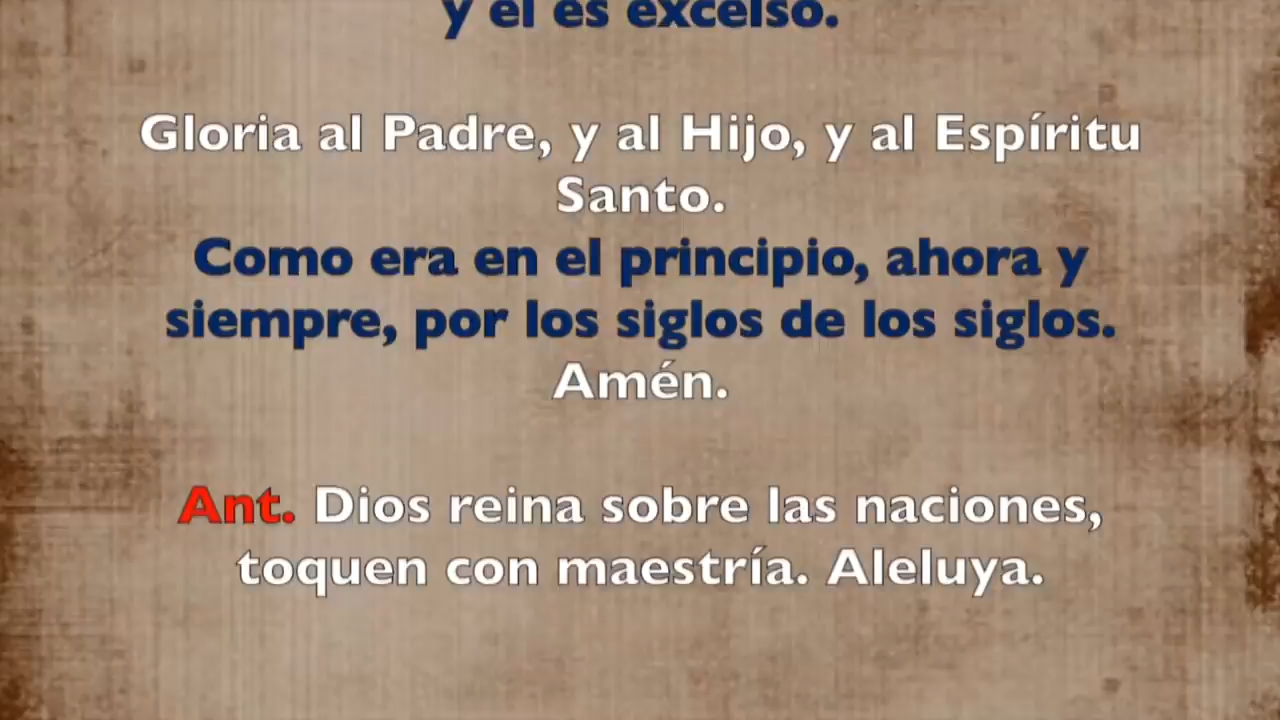 y él es excelso.
Gloria al Padre, y al Hijo, y al Espíritu
Santo.
Como era en el principio, ahora y
siempre, por los siglos de los siglos.
Amén.
Ant. Dios reina sobre las naciones,
toquen con maestría. Aleluya.